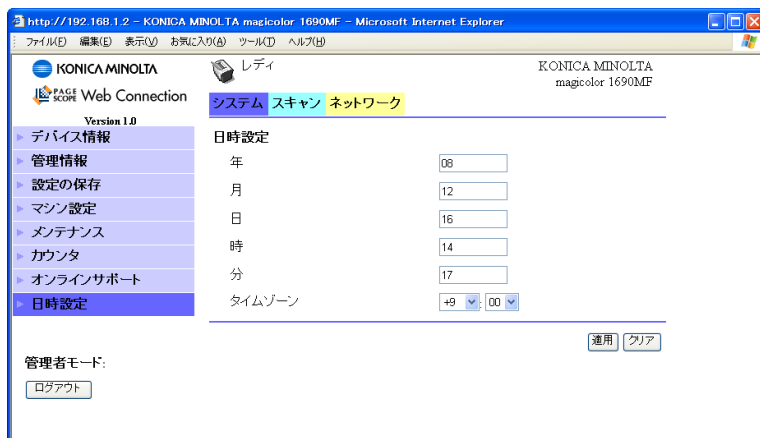 http://192.168.1.2 - KONICA MINOLTA magicolor 1690MF - Microsoft Internet Explorer
ファイル(F) 編集(E) 表示(V) お気に入り(A) ツール(T) ヘルプ(H)
KONICA MINOLTA
PAGE SCOPE Web Connection
Version 1.0
レディ
KONICA MINOLTA
magicolor 1690MF
システム スキャン ネットワーク
デバイス情報
管理情報
設定の保存
マシン設定
メンテナンス
カウンタ
オンラインサポート
日時設定
管理者モード:
ログアウト
日時設定
年 08
月 12
日 16
時 14
分 17
タイムゾーン +9 : 00
適用 クリア